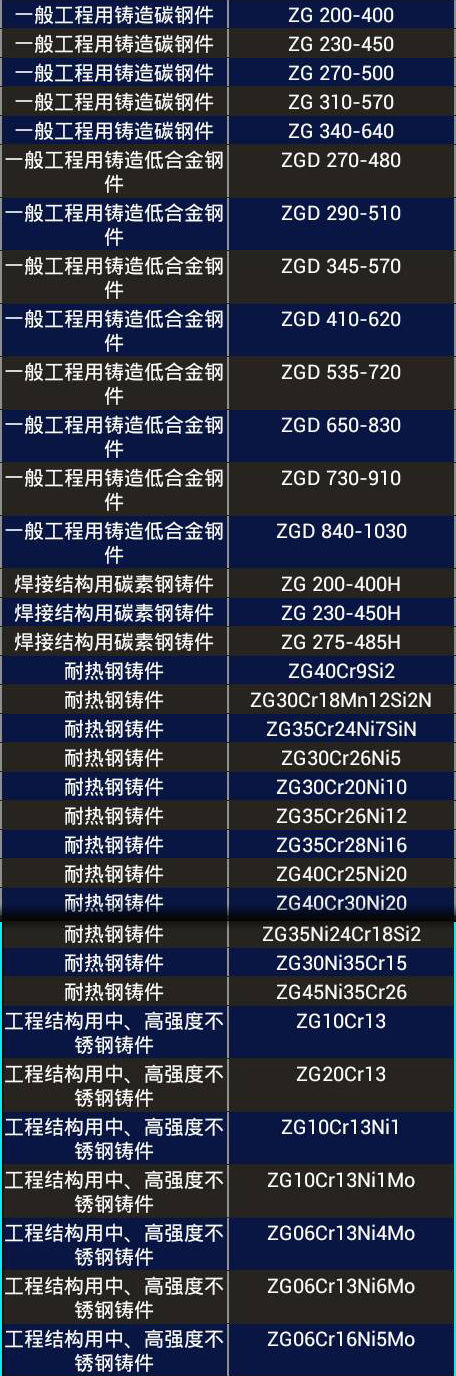 一般工程用铸造碳钢件 ZG 200-400
一般工程用铸造碳钢件 ZG 230-450
一般工程用铸造碳钢件 ZG 270-500
一般工程用铸造碳钢件 ZG 310-570
一般工程用铸造碳钢件 ZG 340-640
一般工程用铸造低合金钢 ZGD 270-480
件
一般工程用铸造低合金钢 ZGD 290-510
件
一般工程用铸造低合金钢 ZGD 345-570
件
一般工程用铸造低合金钢 ZGD 410-620
件
一般工程用铸造低合金钢 ZGD 535-720
件
一般工程用铸造低合金钢 ZGD 650-830
件
一般工程用铸造低合金钢 ZGD 730-910
件
一般工程用铸造低合金钢 ZGD 840-1030
件
焊接结构用碳素钢铸件 ZG 200-400H
焊接结构用碳素钢铸件 ZG 230-450H
焊接结构用碳素钢铸件 ZG 275-485H
耐热钢铸件 ZG40Cr9Si2
耐热钢铸件 ZG30Cr18Mn12Si2N
耐热钢铸件 ZG35Cr24Ni7SiN
耐热钢铸件 ZG30Cr26Ni5
耐热钢铸件 ZG30Cr20Ni10
耐热钢铸件 ZG35Cr26Ni12
耐热钢铸件 ZG35Cr28Ni16
耐热钢铸件 ZG40Cr25Ni20
耐热钢铸件 ZG40Cr30Ni20
耐热钢铸件 ZG35Ni24Cr18Si2
耐热钢铸件 ZG30Ni35Cr15
耐热钢铸件 ZG45Ni35Cr26
工程结构用中、高强度不 ZG10Cr13
锈钢铸件
工程结构用中、高强度不 ZG20Cr13
锈钢铸件
工程结构用中、高强度不 ZG10Cr13Ni1
锈钢铸件
工程结构用中、高强度不 ZG10Cr13Ni1Mo
锈钢铸件
工程结构用中、高强度不 ZG06Cr13Ni4Mo
锈钢铸件
工程结构用中、高强度不 ZG06Cr13Ni6Mo
锈钢铸件
工程结构用中、高强度不 ZG06Cr16Ni5Mo
锈钢铸件